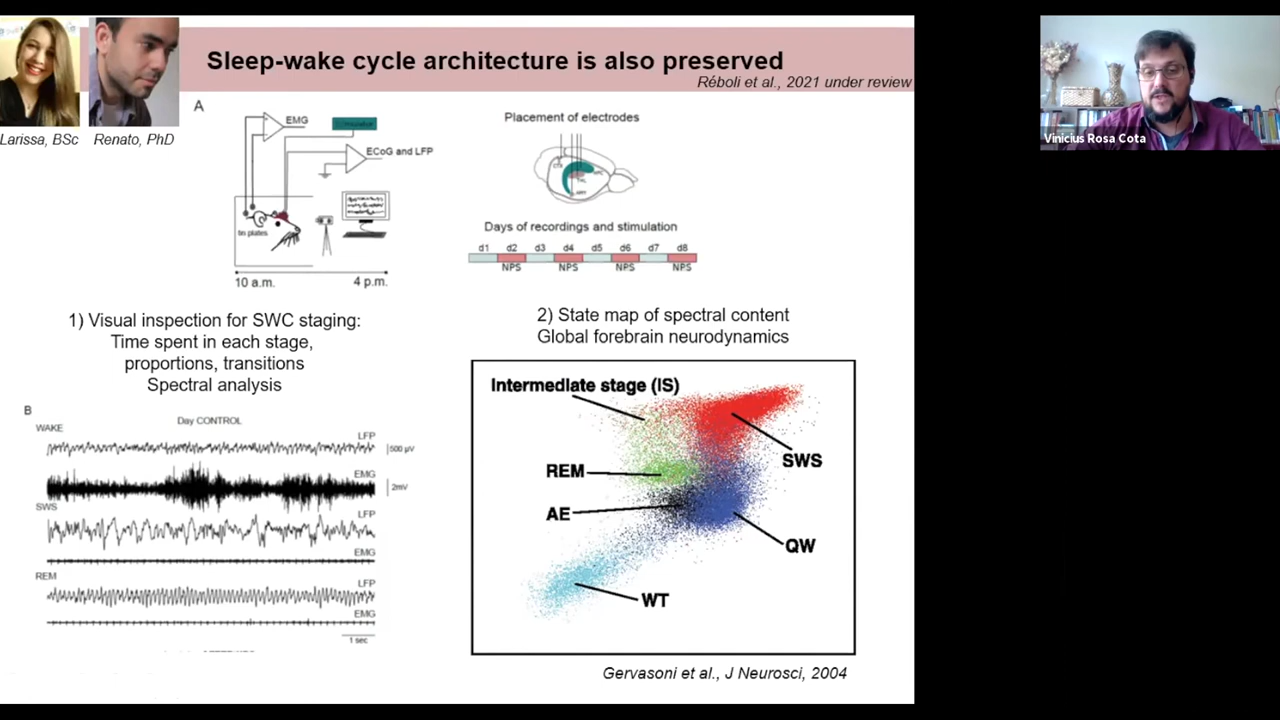 Sleep-wake cycle architecture is also preserved
Réboli et al., 2021 under review
Larissa, BSc
Renato, PhD
Vinicius Rosa Cota
A
EMG
ECoG and LFP
tin plates
10 a.m.
4 p.m.
Placement of electrodes
Days of recordings and stimulation
d1 d2 d3 d4 d5 d6 d7 d8
NPS NPS NPS NPS
1) Visual inspection for SWC staging:
Time spent in each stage,
proportions, transitions
Spectral analysis
2) State map of spectral content
Global forebrain neurodynamics
B
Day CONTROL
WAKE
LFP
500 µV
EMG
2mV
SWS
LFP
EMG
REM
LFP
EMG
1 sec
Intermediate stage (IS)
SWS
REM
AE
QW
WT
Gervasoni et al., J Neurosci, 2004